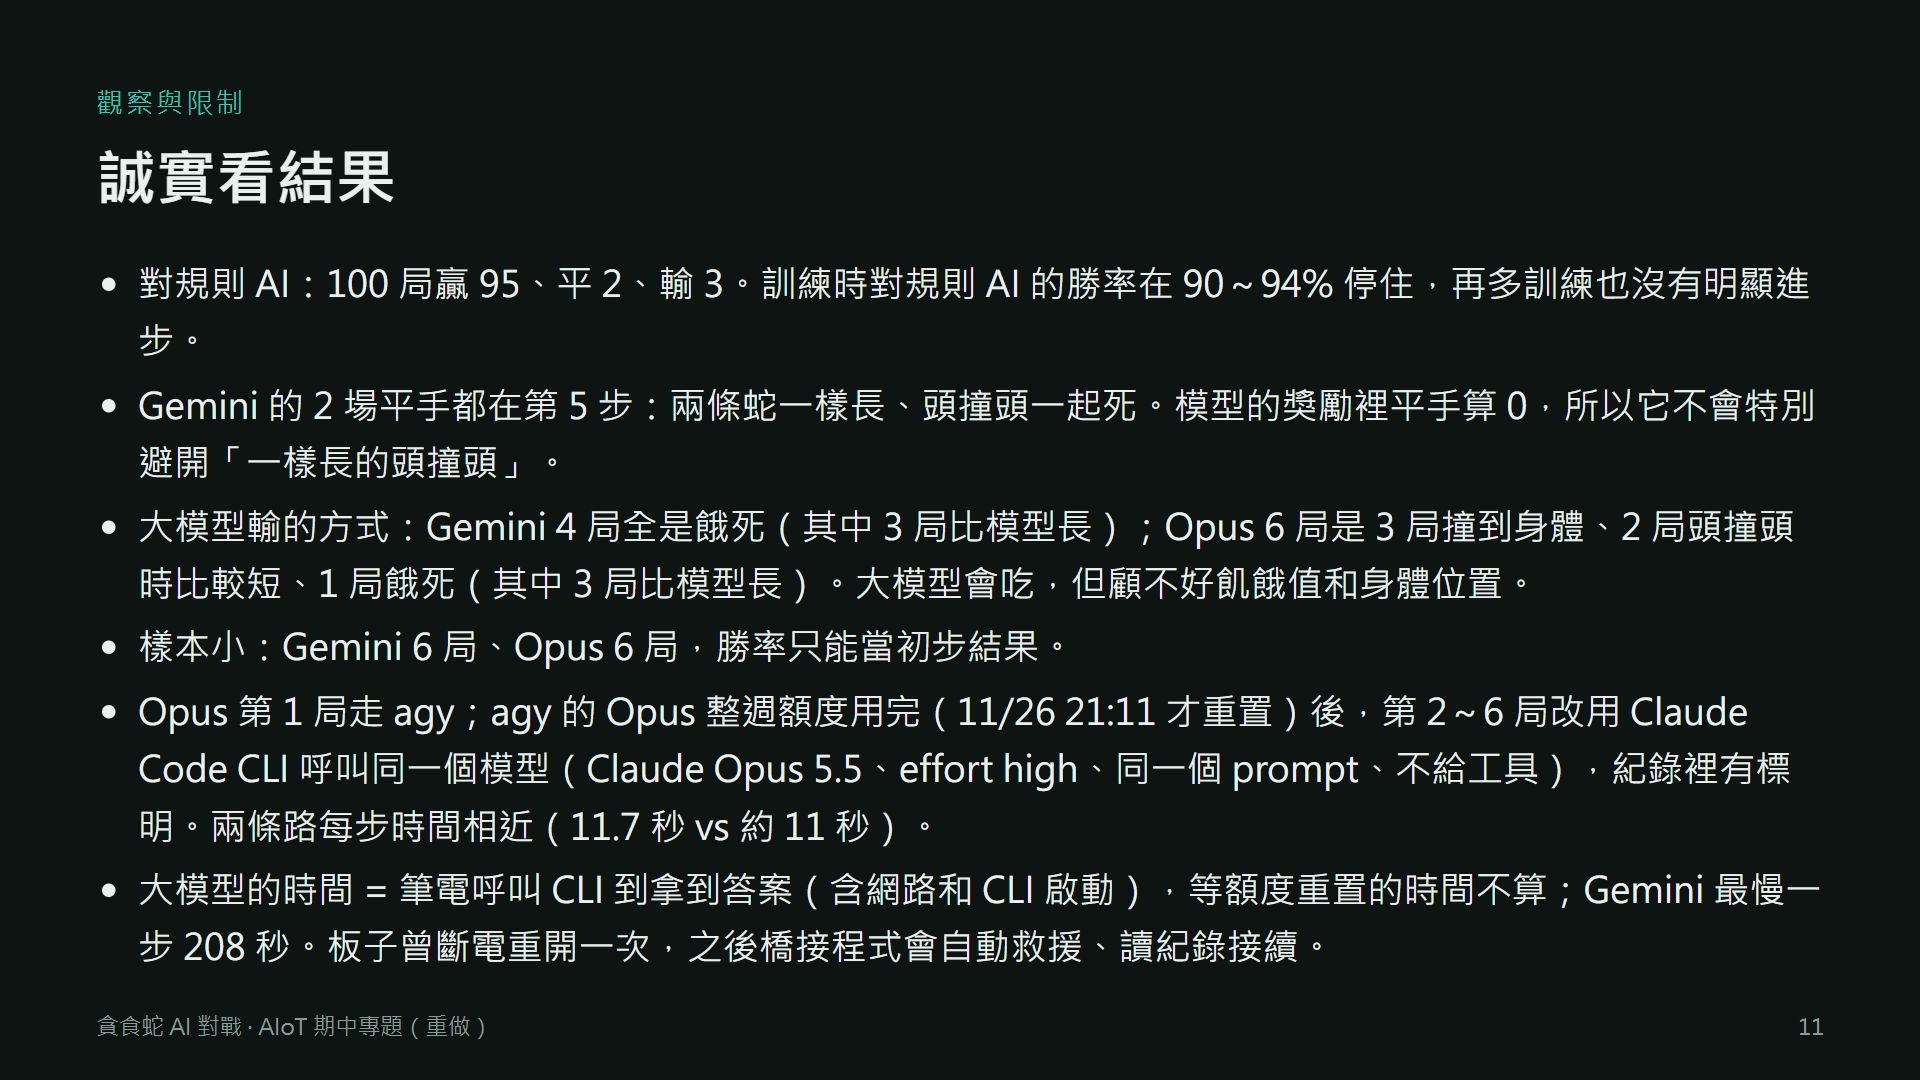 觀察與限制
誠實看結果
• 對規則 AI：100 局贏 95、平 2、輸 3。訓練時對規則 AI 的勝率在 90～94% 停住，再多訓練也沒有明顯進
步。
• Gemini 的 2 場平手都在第 5 步：兩條蛇一樣長、頭撞頭一起死。模型的獎勵裡平手算 0，所以它不會特別
避開「一樣長的頭撞頭」。
• 大模型輸的方式：Gemini 4 局全是餓死（其中 3 局比模型長）；Opus 6 局是 3 局撞到身體、2 局頭撞頭
時比較短、1 局餓死（其中 3 局比模型長）。大模型會吃，但顧不好飢餓值和身體位置。
• 樣本小：Gemini 6 局、Opus 6 局，勝率只能當初步結果。
• Opus 第 1 局走 agy；agy 的 Opus 整週額度用完（11/26 21:11 才重置）後，第 2～6 局改用 Claude
Code CLI 呼叫同一個模型（Claude Opus 5.5、effort high、同一個 prompt、不給工具），紀錄裡有標
明。兩條路每步時間相近（11.7 秒 vs 約 11 秒）。
• 大模型的時間 = 筆電呼叫 CLI 到拿到答案（含網路和 CLI 啟動），等額度重置的時間不算；Gemini 最慢一
步 208 秒。板子曾斷電重開一次，之後橋接程式會自動救援、讀紀錄接續。
貪食蛇 AI 對戰 · AIoT 期中專題（重做）
11